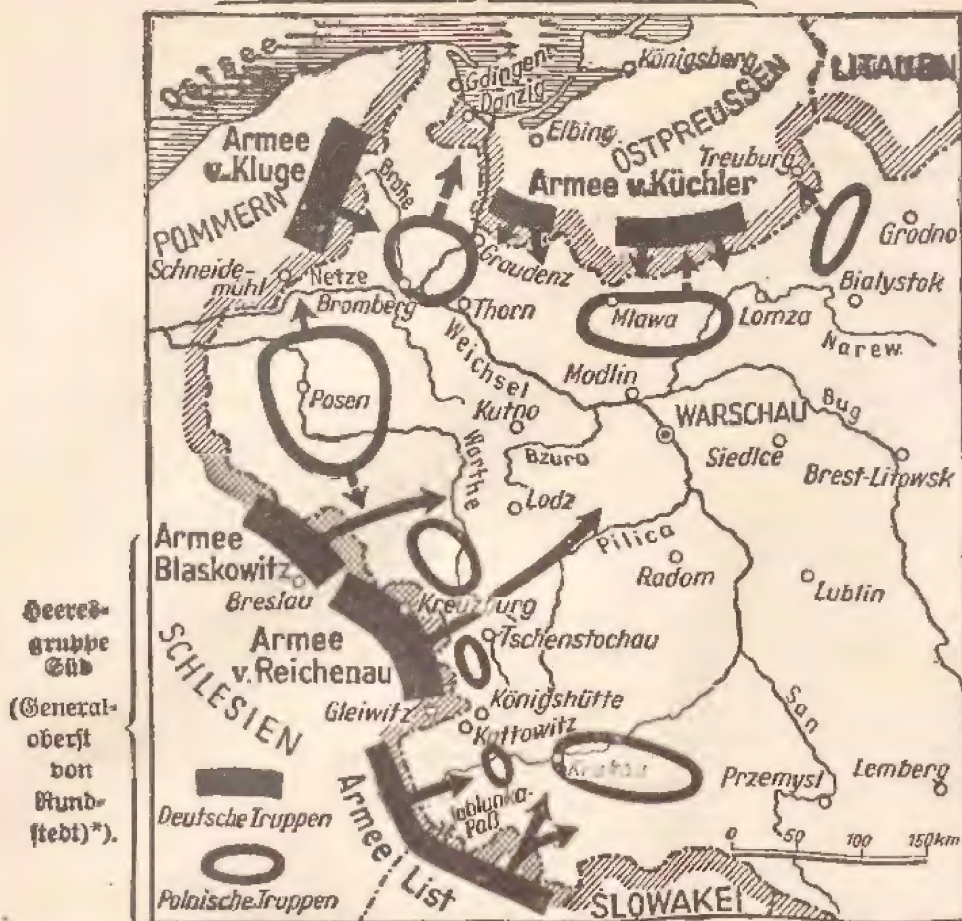 Ostsee
Gdingen
Danzig
Königsberg
LITAUEN
OSTPREUSSEN
Elbing
Treuburg
Armee
v. Kluge
Armee v. Küchler
POMMERN
Brahe
Grodno
Graudenz
Schneide-
mühl
Netze
Bromberg
Thorn
Mlawa
Lomza
Bialystok
Narew
Weichsel
Modlin
Posen
Kutno
WARSCHAU
Bug
Warthe
Bzura
Siedlce
Brest-Litowsk
Lodz
Pilica
Armee
Blaskowitz
Breslau
Radom
Lublin
Kreuzburg
Armee
v. Reichenau
Tschenstochau
SCHLESIEN
Königshütte
Gleiwitz
Kattowitz
Krakau
San
Przemysl
Lemberg
Jablunka-
Paß
Armee List
SLOWAKEI
0 50 100 150 km
Deutsche Truppen
Polnische Truppen
Heeres-
gruppe
Süd
(General-
oberst
von
Rund-
stedt)*).